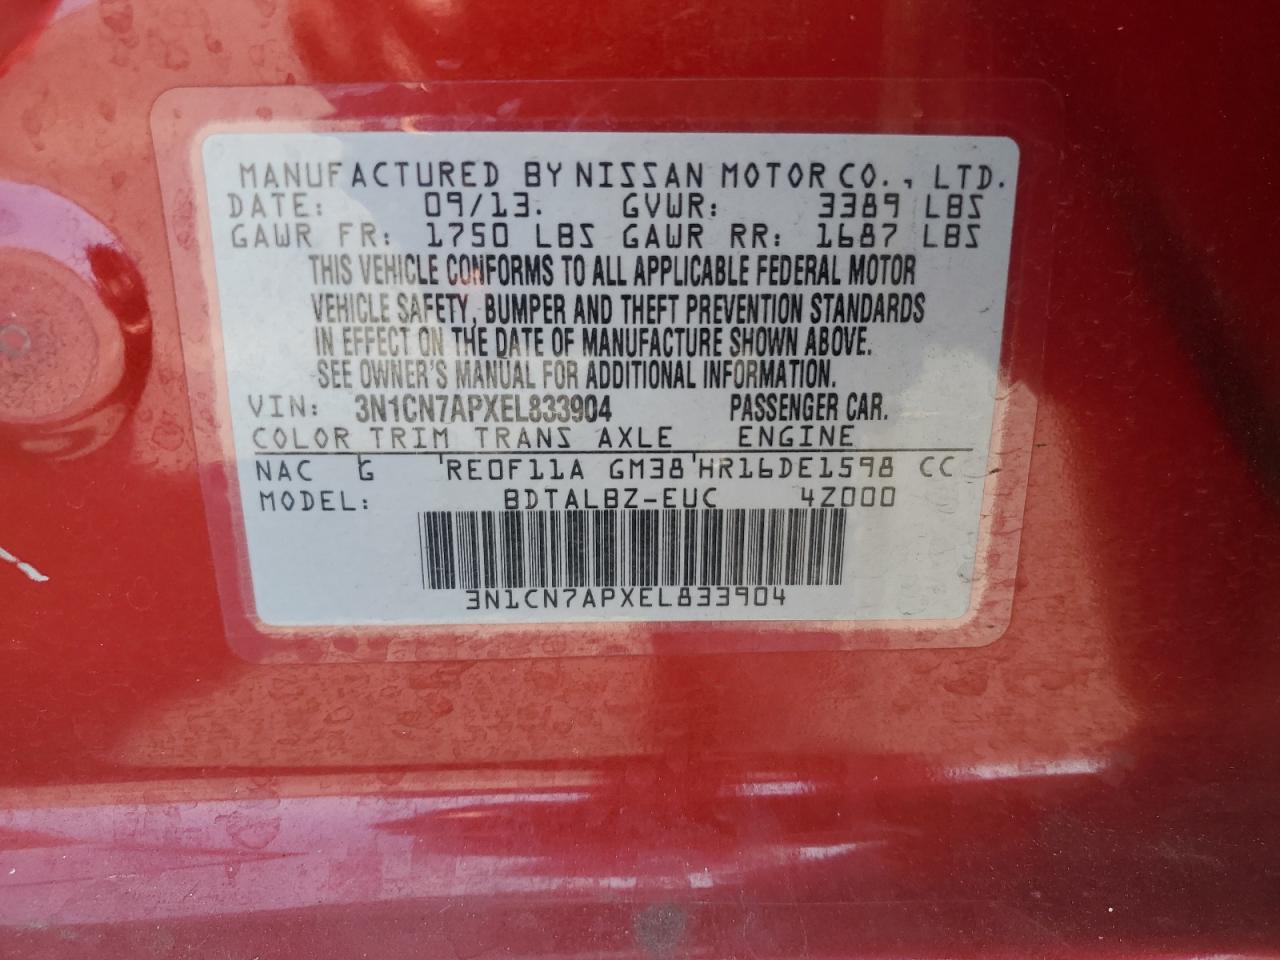 MANUFACTURED BY NISSAN MOTOR CO., LTD.
DATE: 09/13. GVWR: 3389 LBS
GAWR FR: 1750 LBS GAWR RR: 1687 LBS
THIS VEHICLE CONFORMS TO ALL APPLICABLE FEDERAL MOTOR
VEHICLE SAFETY, BUMPER AND THEFT PREVENTION STANDARDS
IN EFFECT ON THE DATE OF MANUFACTURE SHOWN ABOVE.
SEE OWNER'S MANUAL FOR ADDITIONAL INFORMATION.
VIN: 3N1CN7APXEL833904 PASSENGER CAR.
COLOR TRIM TRANS AXLE ENGINE
NAC G RE0F11A GM38 HR16DE1598 CC
MODEL: BDTALBZ-EUC 4Z000
3N1CN7APXEL833904